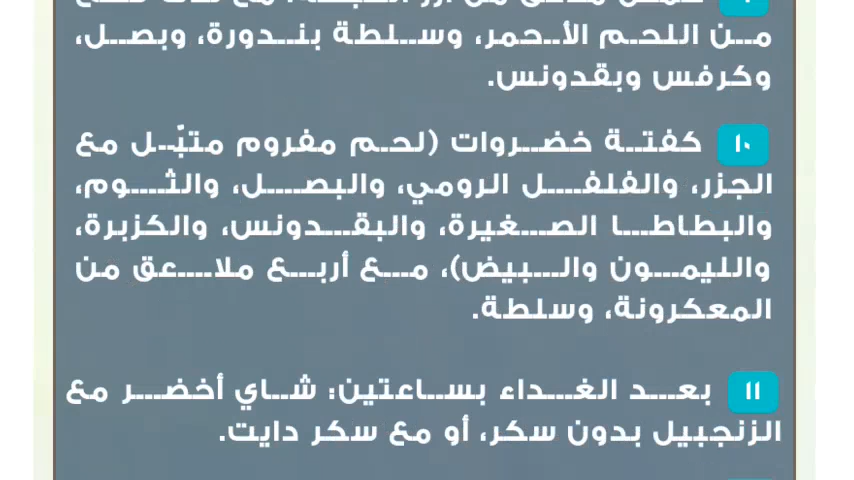 من اللحم الأحمر، وسلطة بندورة، وبصل،
وكرفس وبقدونس.
١٠ كفتة خضروات (لحم مفروم متبّل مع
الجزر، والفلفل الرومي، والبصل، والثوم،
والبطاطا الصغيرة، والبقدونس، والكزبرة،
والليمون والبيض)، مع أربع ملاعق من
المعكرونة، وسلطة.
١١ بعد الغداء بساعتين: شاي أخضر مع
الزنجبيل بدون سكر، أو مع سكر دايت.